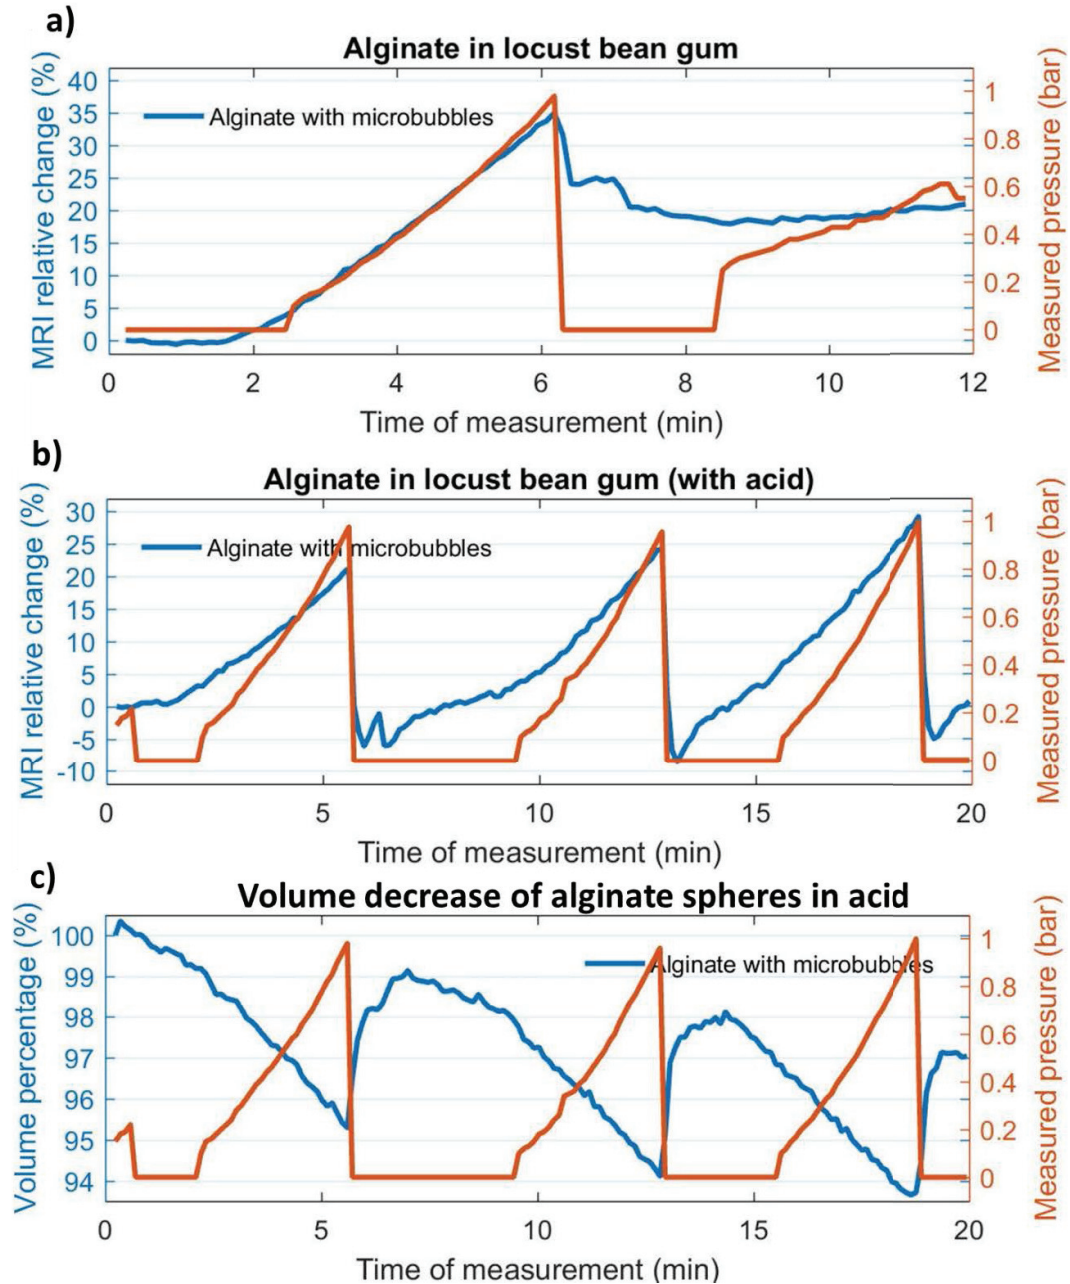 a)
Alginate in locust bean gum
MRI relative change (%)
40
35
30
25
20
15
10
5
0
Alginate with microbubbles
1
0.8
0.6
0.4
0.2
0
Measured pressure (bar)
0 2 4 6 8 10 12
Time of measurement (min)
b)
Alginate in locust bean gum (with acid)
MRI relative change (%)
30
25
20
15
10
5
0
-5
-10
Alginate with microbubbles
1
0.8
0.6
0.4
0.2
0
Measured pressure (bar)
0 5 10 15 20
Time of measurement (min)
c)
Volume decrease of alginate spheres in acid
Volume percentage (%)
100
99
98
97
96
95
94
Alginate with microbubbles
1
0.8
0.6
0.4
0.2
0
Measured pressure (bar)
0 5 10 15 20
Time of measurement (min)